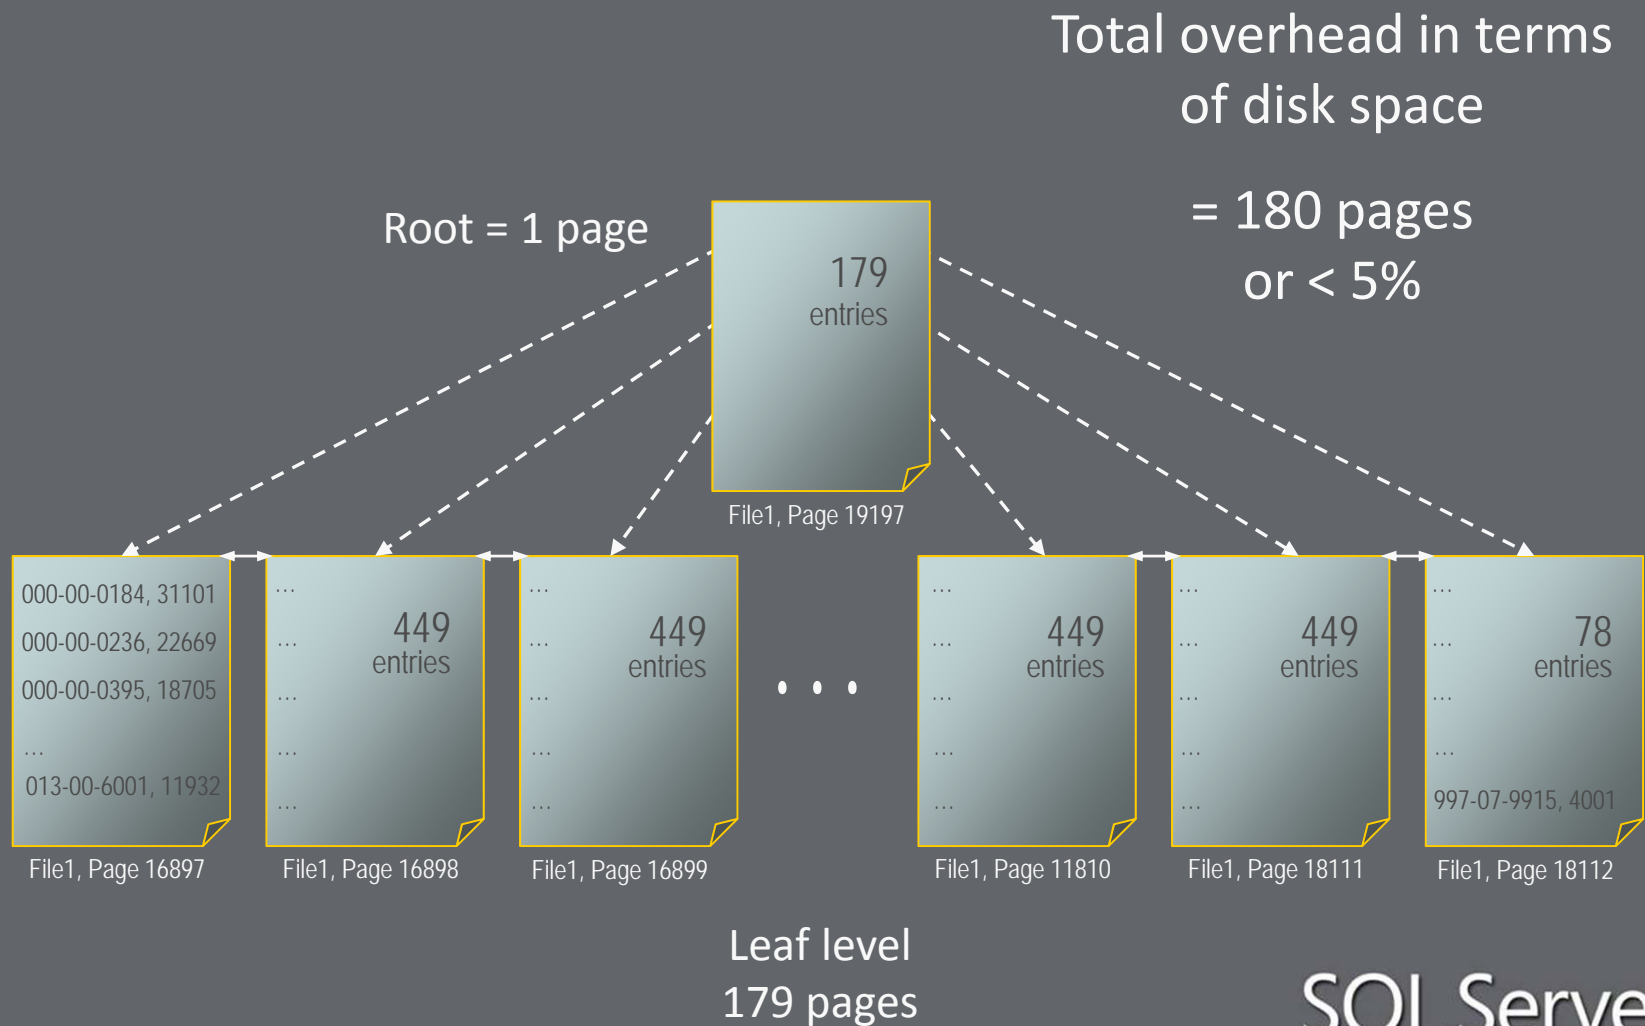 Total overhead in terms
of disk space
= 180 pages
or < 5%
Root = 1 page
179
entries
File1, Page 19197
000-00-0184, 31101
000-00-0236, 22669
000-00-0395, 18705
...
013-00-6001, 11932
File1, Page 16897
...
449
entries
...
...
...
...
File1, Page 16898
...
449
entries
...
...
...
...
File1, Page 16899
. . .
...
449
entries
...
...
...
...
File1, Page 11810
...
449
entries
...
...
...
...
File1, Page 18111
...
78
entries
...
...
...
997-07-9915, 4001
File1, Page 18112
Leaf level
179 pages
SQL Serve